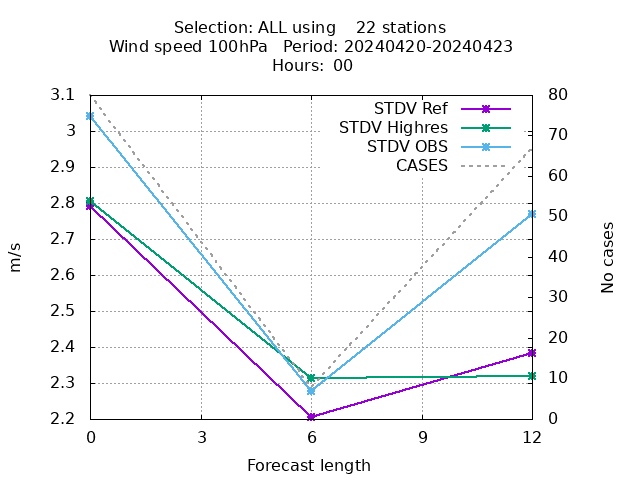 Selection: ALL using    22 stations
Wind speed 100hPa   Period: 20240420-20240423
Hours:  00
3.1
3
2.9
2.8
2.7
2.6
2.5
2.4
2.3
2.2
m/s
0
3
6
9
12
Forecast length
80
70
60
50
40
30
20
10
0
No cases
STDV Ref
STDV Highres
STDV OBS
CASES